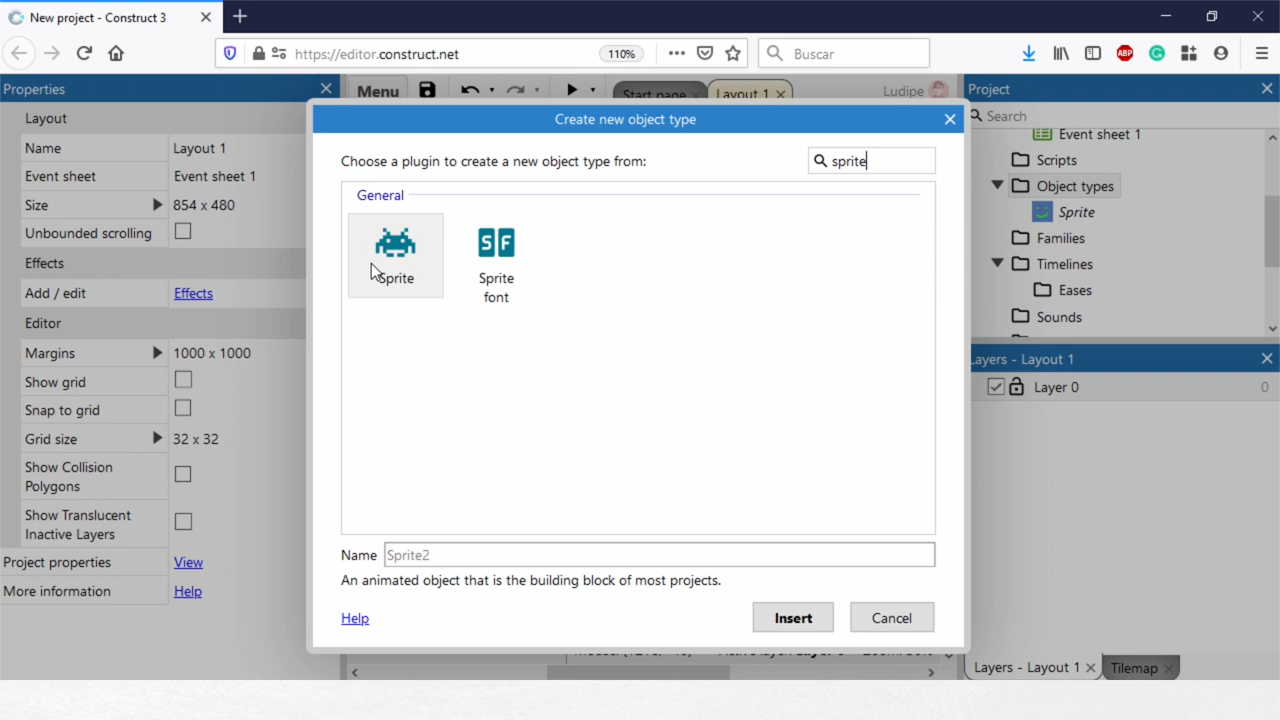 New project - Construct 3
https://editor.construct.net
110%
Buscar
ABP
Properties
Menu
Start page
Layout 1
Ludipe
Project
Layout
Name
Layout 1
Event sheet
Event sheet 1
Size
854 x 480
Unbounded scrolling
Effects
Add / edit
Effects
Editor
Margins
1000 x 1000
Show grid
Snap to grid
Grid size
32 x 32
Show Collision
Polygons
Show Translucent
Inactive Layers
Project properties
View
More information
Help
Create new object type
Choose a plugin to create a new object type from:
sprite
General
Sprite
SF
Sprite
font
Name
Sprite2
An animated object that is the building block of most projects.
Help
Insert
Cancel
Search
Event sheet 1
Scripts
Object types
Sprite
Families
Timelines
Eases
Sounds
Layers - Layout 1
Layer 0
0
Layers - Layout 1
Tilemap